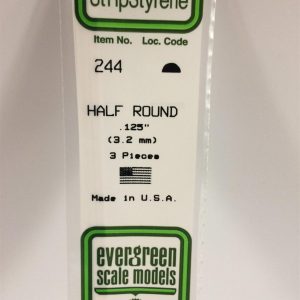 StripStyrene
Item No. Loc. Code
244
HALF ROUND
.125"
(3.2 mm)
3 Pieces
Made in U.S.A.
evergreen
scale models